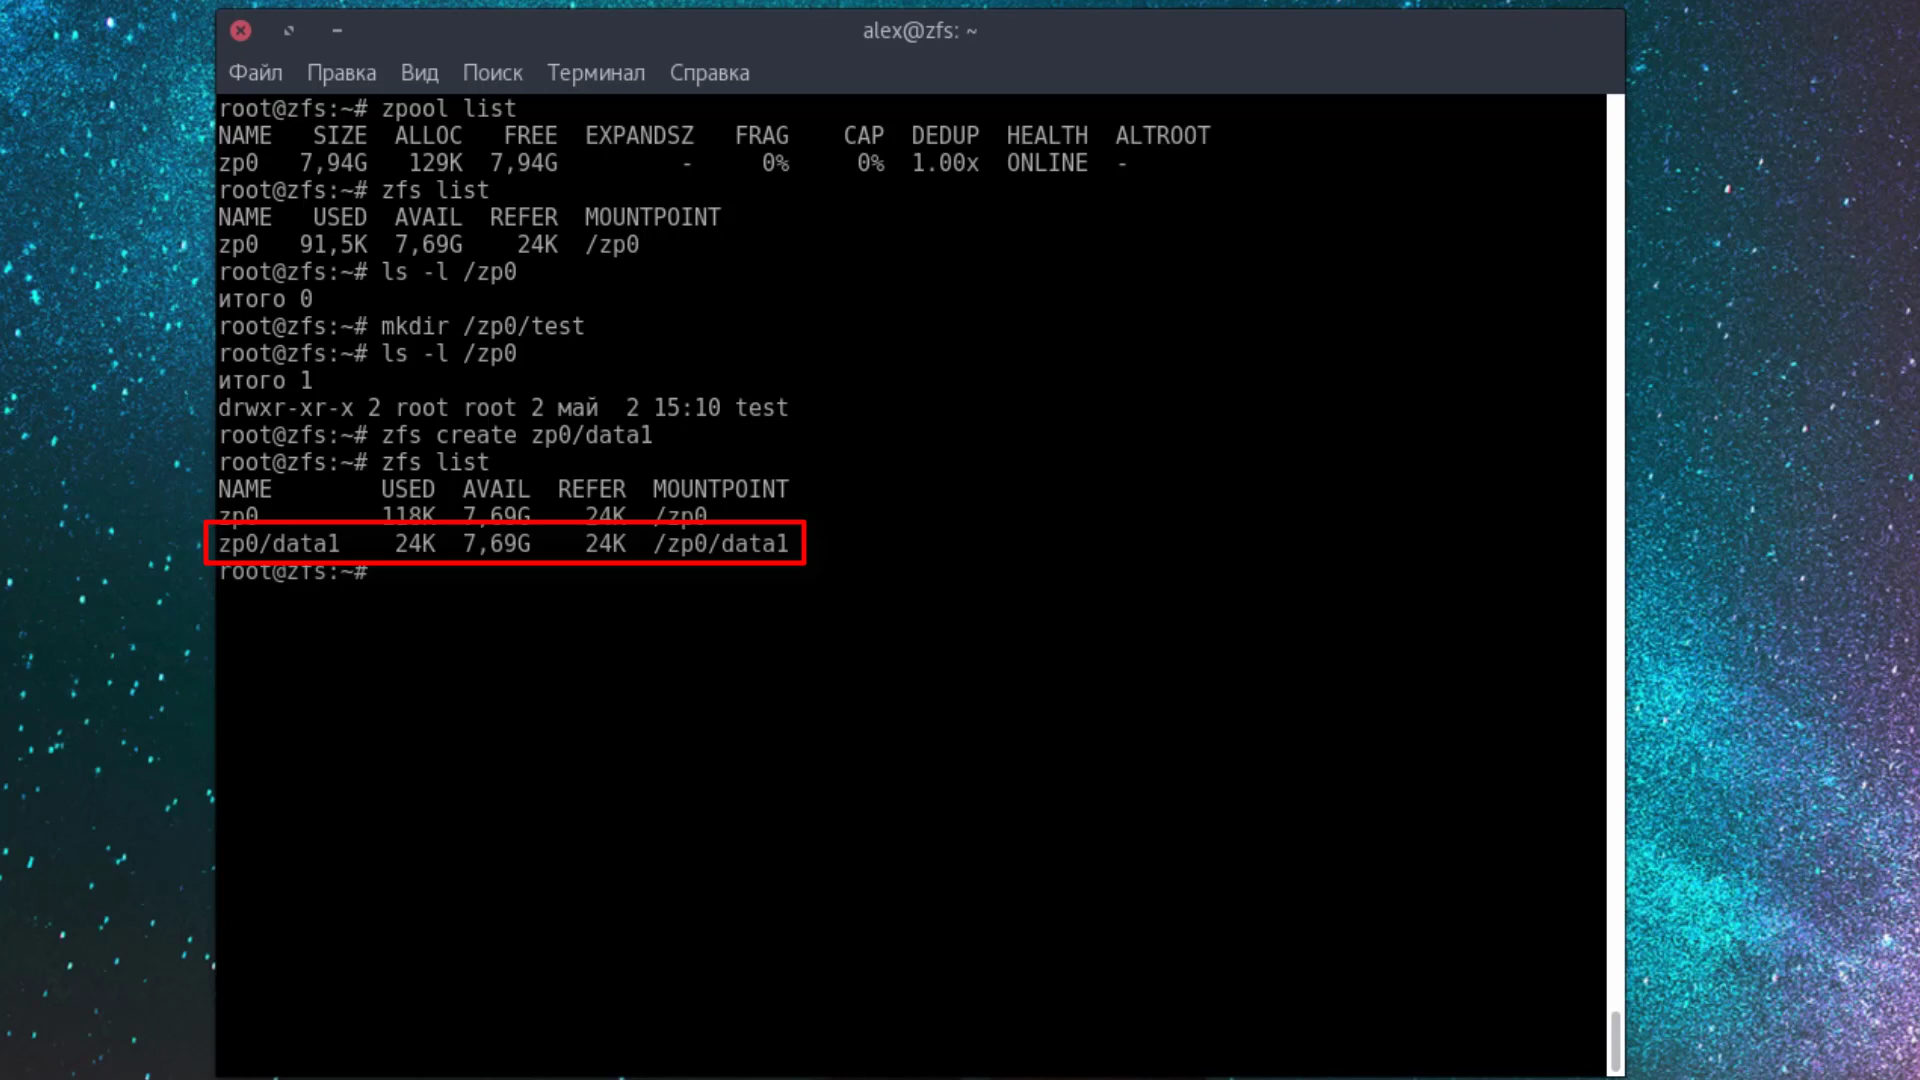 alex@zfs: ~
Файл Правка Вид Поиск Терминал Справка
root@zfs:~# zpool list
NAME SIZE ALLOC FREE EXPANDSZ FRAG CAP DEDUP HEALTH ALTROOT
zp0 7,94G 129K 7,94G - 0% 0% 1.00x ONLINE -
root@zfs:~# zfs list
NAME USED AVAIL REFER MOUNTPOINT
zp0 91,5K 7,69G 24K /zp0
root@zfs:~# ls -l /zp0
итого 0
root@zfs:~# mkdir /zp0/test
root@zfs:~# ls -l /zp0
итого 1
drwxr-xr-x 2 root root 2 май 2 15:10 test
root@zfs:~# zfs create zp0/data1
root@zfs:~# zfs list
NAME USED AVAIL REFER MOUNTPOINT
zp0 118K 7,69G 24K /zp0
zp0/data1 24K 7,69G 24K /zp0/data1
root@zfs:~#